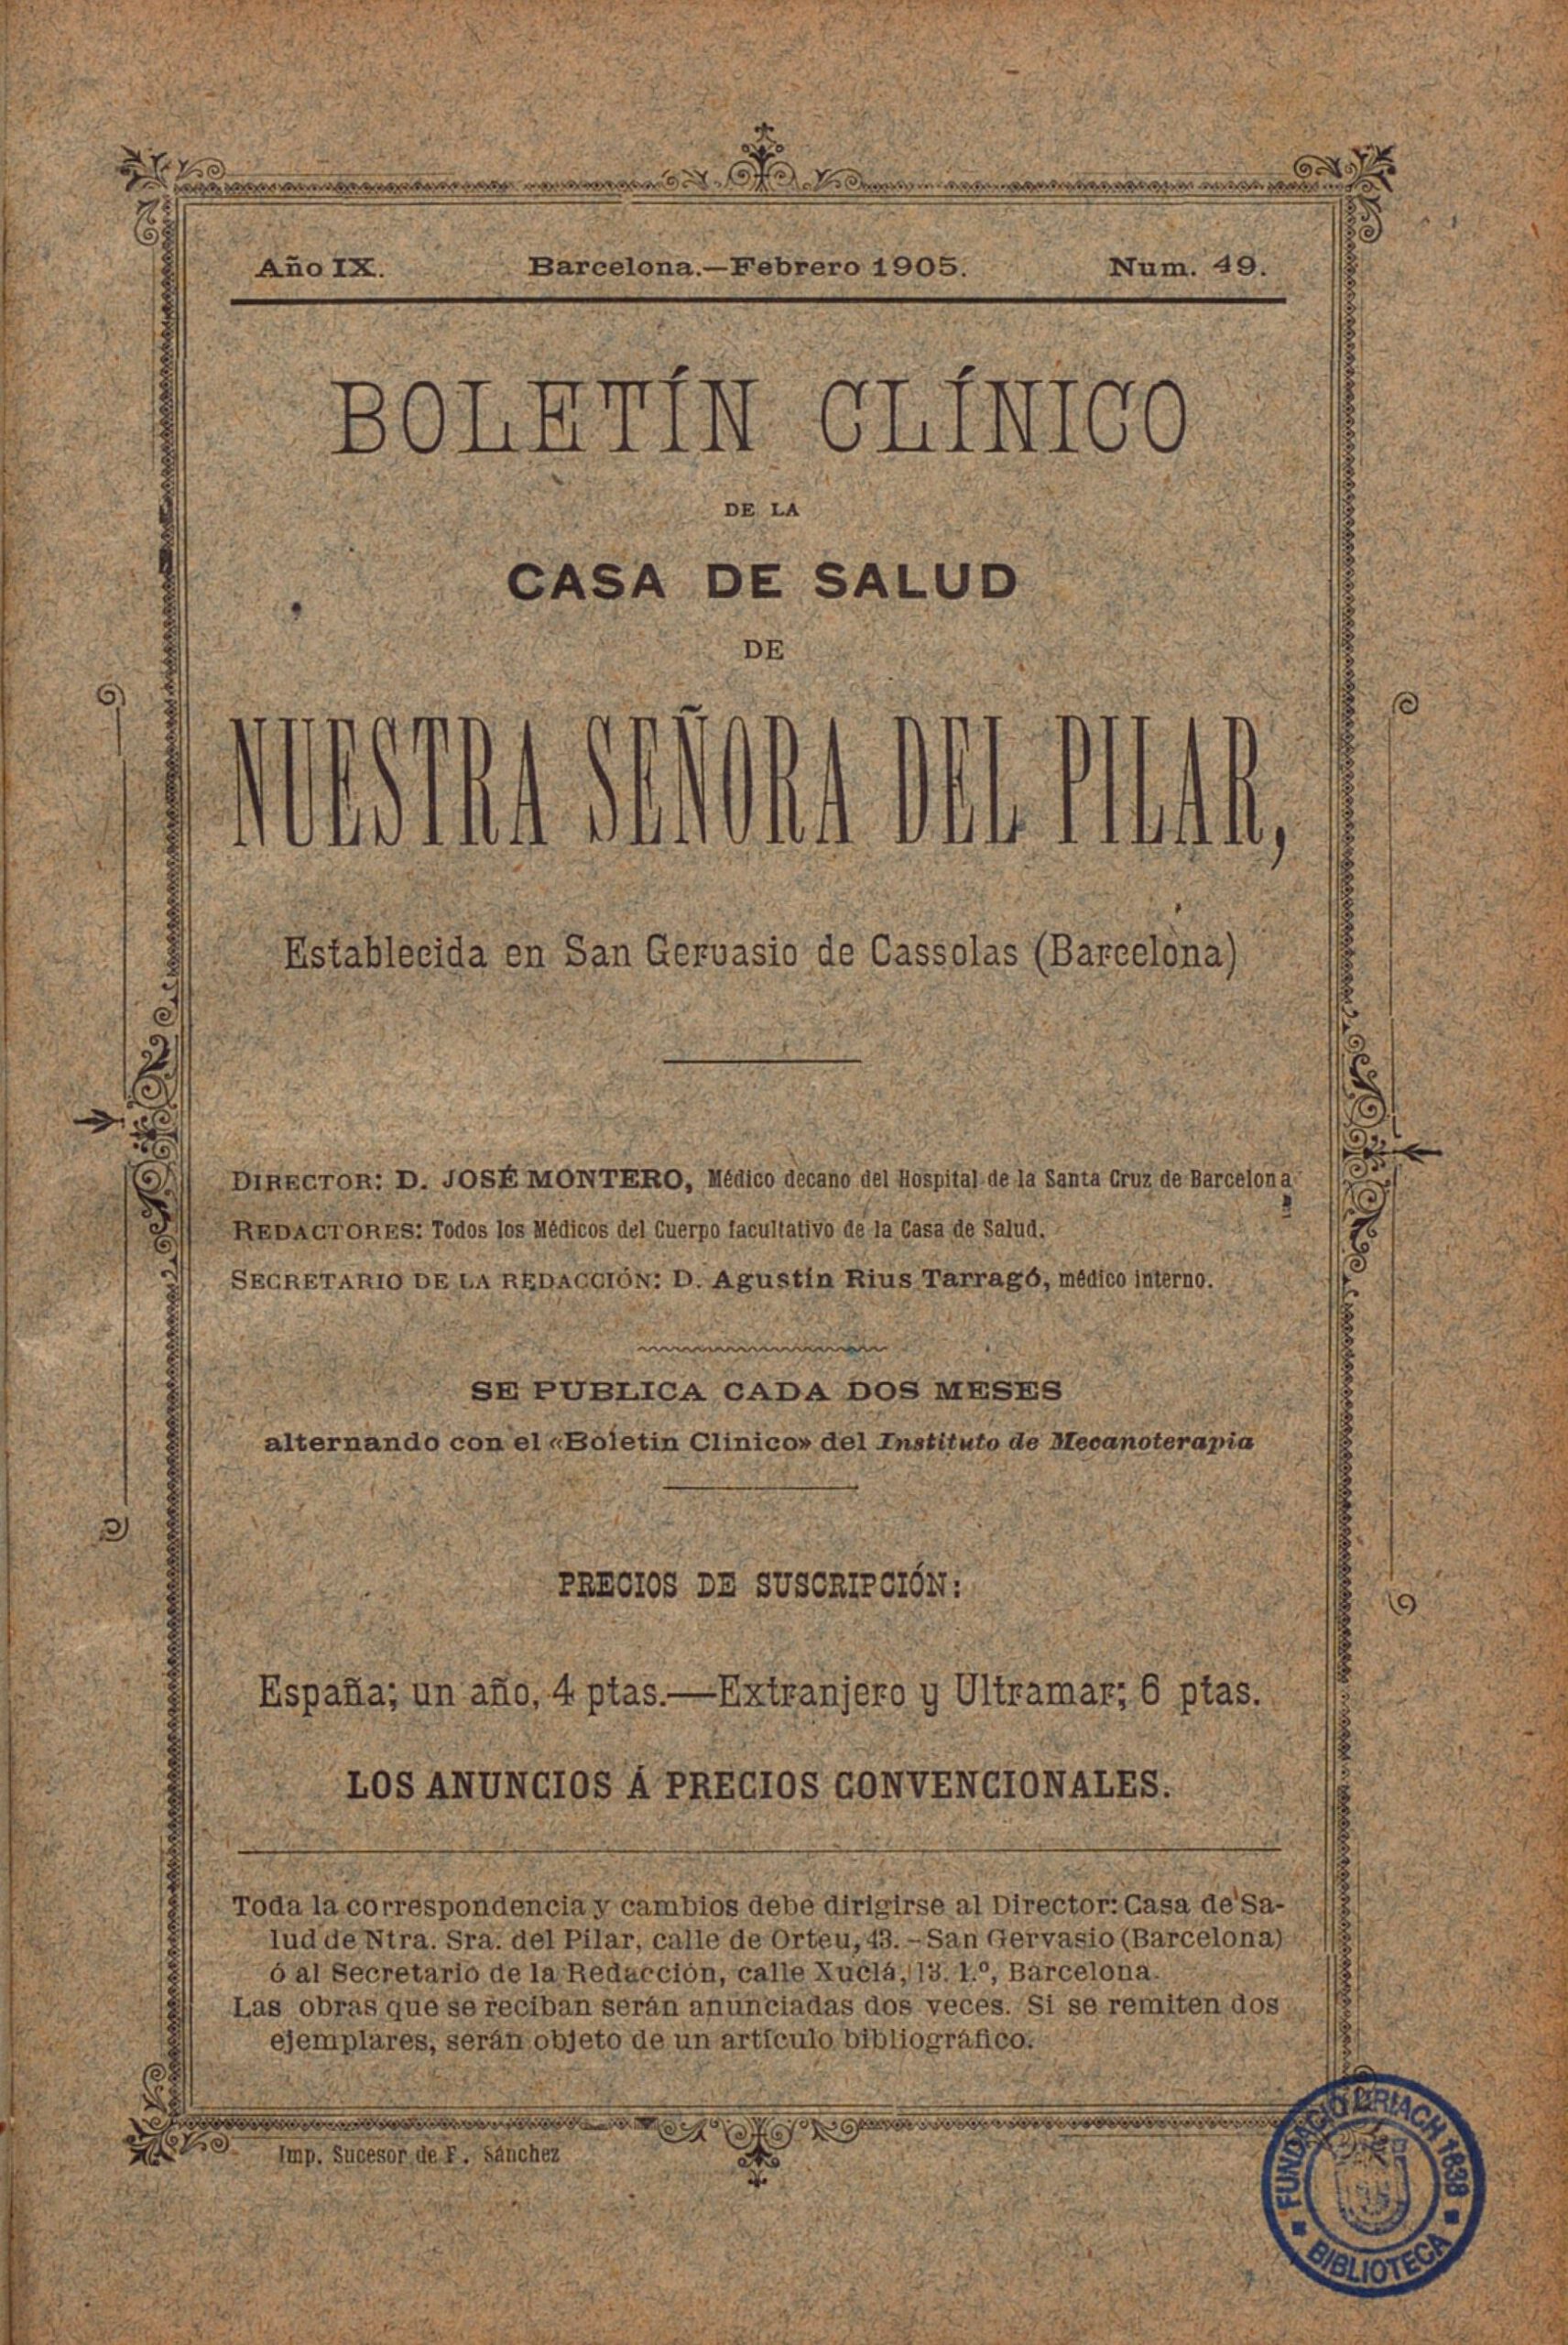 Año IX. Barcelona.—Febrero 1905. Num. 49.
BOLETÍN CLÍNICO
DE LA
CASA DE SALUD
DE
NUESTRA SEÑORA DEL PILAR,
Establecida en San Gervasio de Cassolas (Barcelona)
DIRECTOR: D. JOSÉ MONTERO, Médico decano del Hospital de la Santa Cruz de Barcelona
REDACTORES: Todos los Médicos del Cuerpo facultativo de la Casa de Salud.
SECRETARIO DE LA REDACCIÓN: D. Agustín Rius Tarragó, médico interno.
SE PUBLICA CADA DOS MESES
alternando con el «Boletin Clinico» del Instituto de Mecanoterapia
PRECIOS DE SUSCRIPCIÓN:
España; un año, 4 ptas.—Extranjero y Ultramar; 6 ptas.
LOS ANUNCIOS Á PRECIOS CONVENCIONALES.
Toda la correspondencia y cambios debe dirigirse al Director: Casa de Sa-
lud de Ntra. Sra. del Pilar, calle de Orteu, 43. - San Gervasio (Barcelona)
ó al Secretario de la Redacción, calle Xuclá, 13. 1.º, Barcelona.
Las obras que se reciban serán anunciadas dos veces. Si se remiten dos
ejemplares, serán objeto de un artículo bibliográfico.
Imp. Sucesor de F. Sánchez
FUNDACIÓ URIACH 1838
BIBLIOTECA